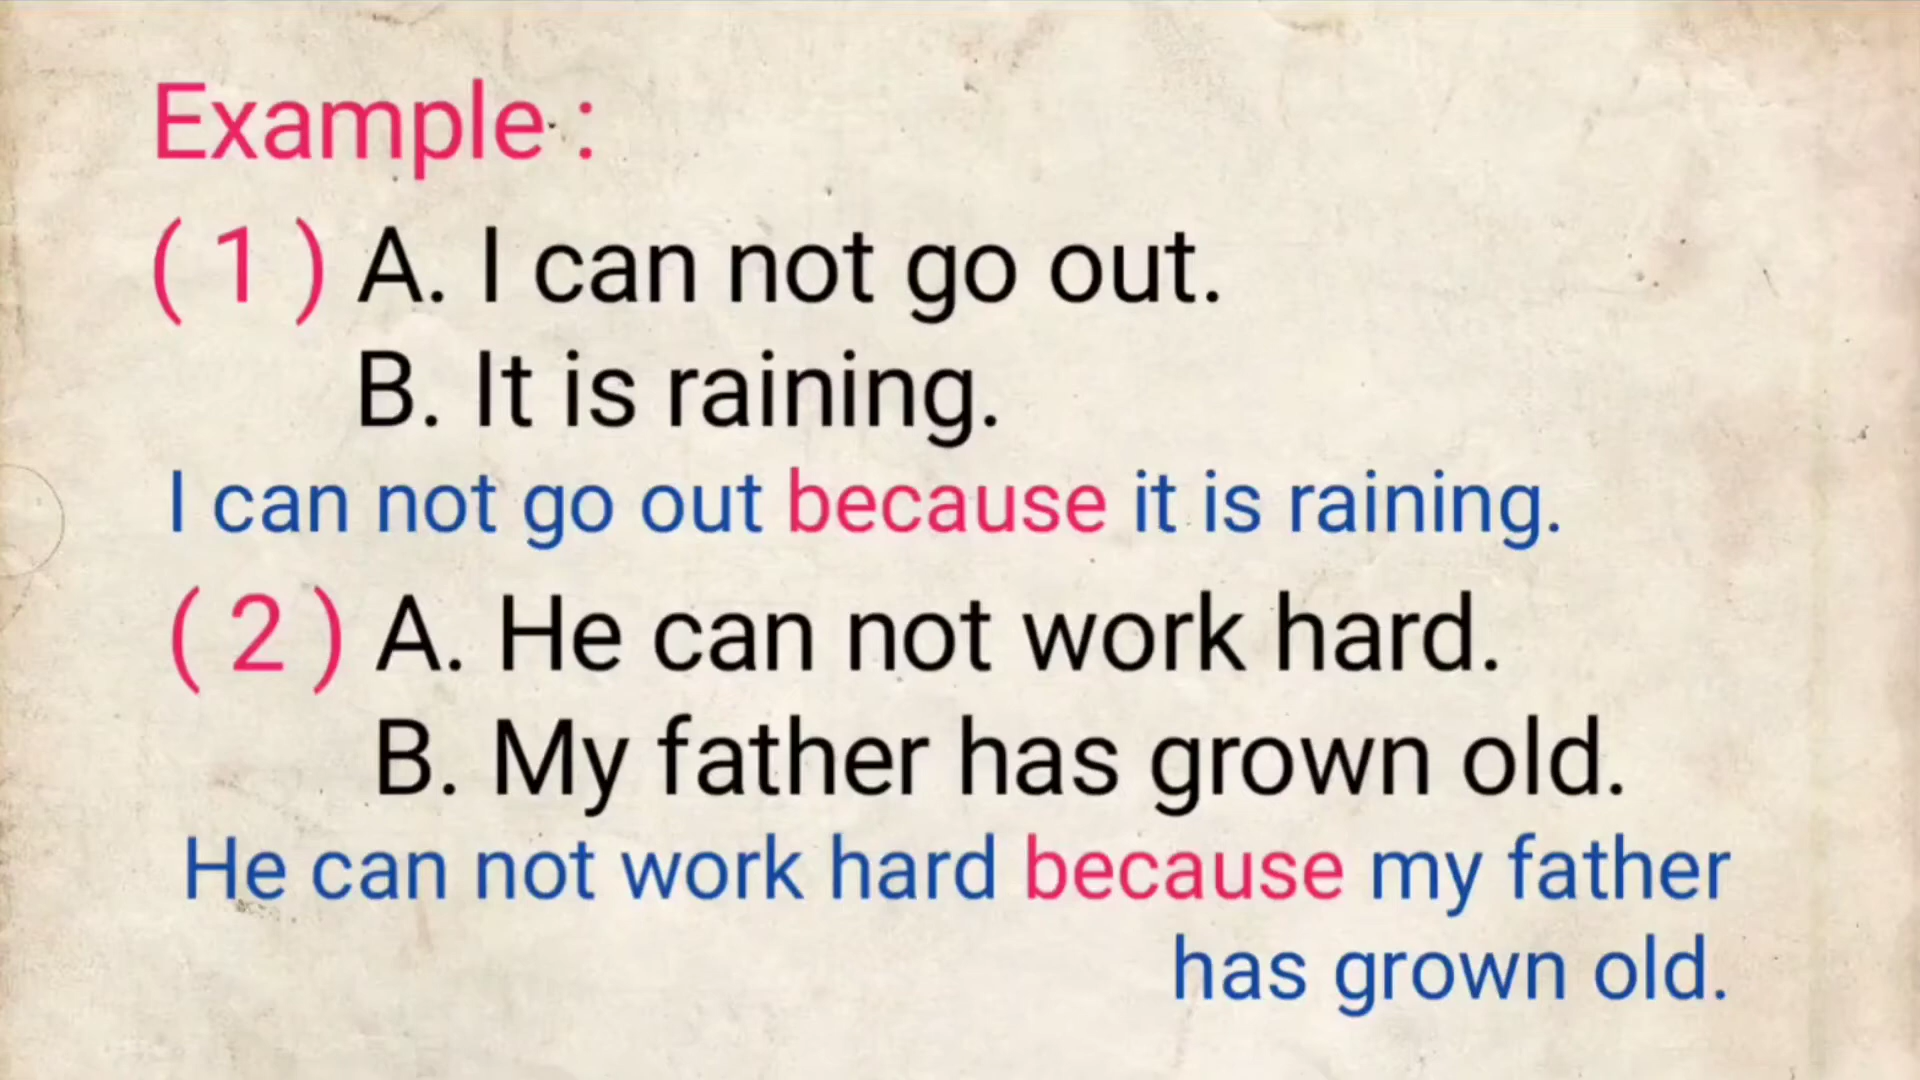 Example :
( 1 ) A. I can not go out.
B. It is raining.
I can not go out because it is raining.
( 2 ) A. He can not work hard.
B. My father has grown old.
He can not work hard because my father
has grown old.